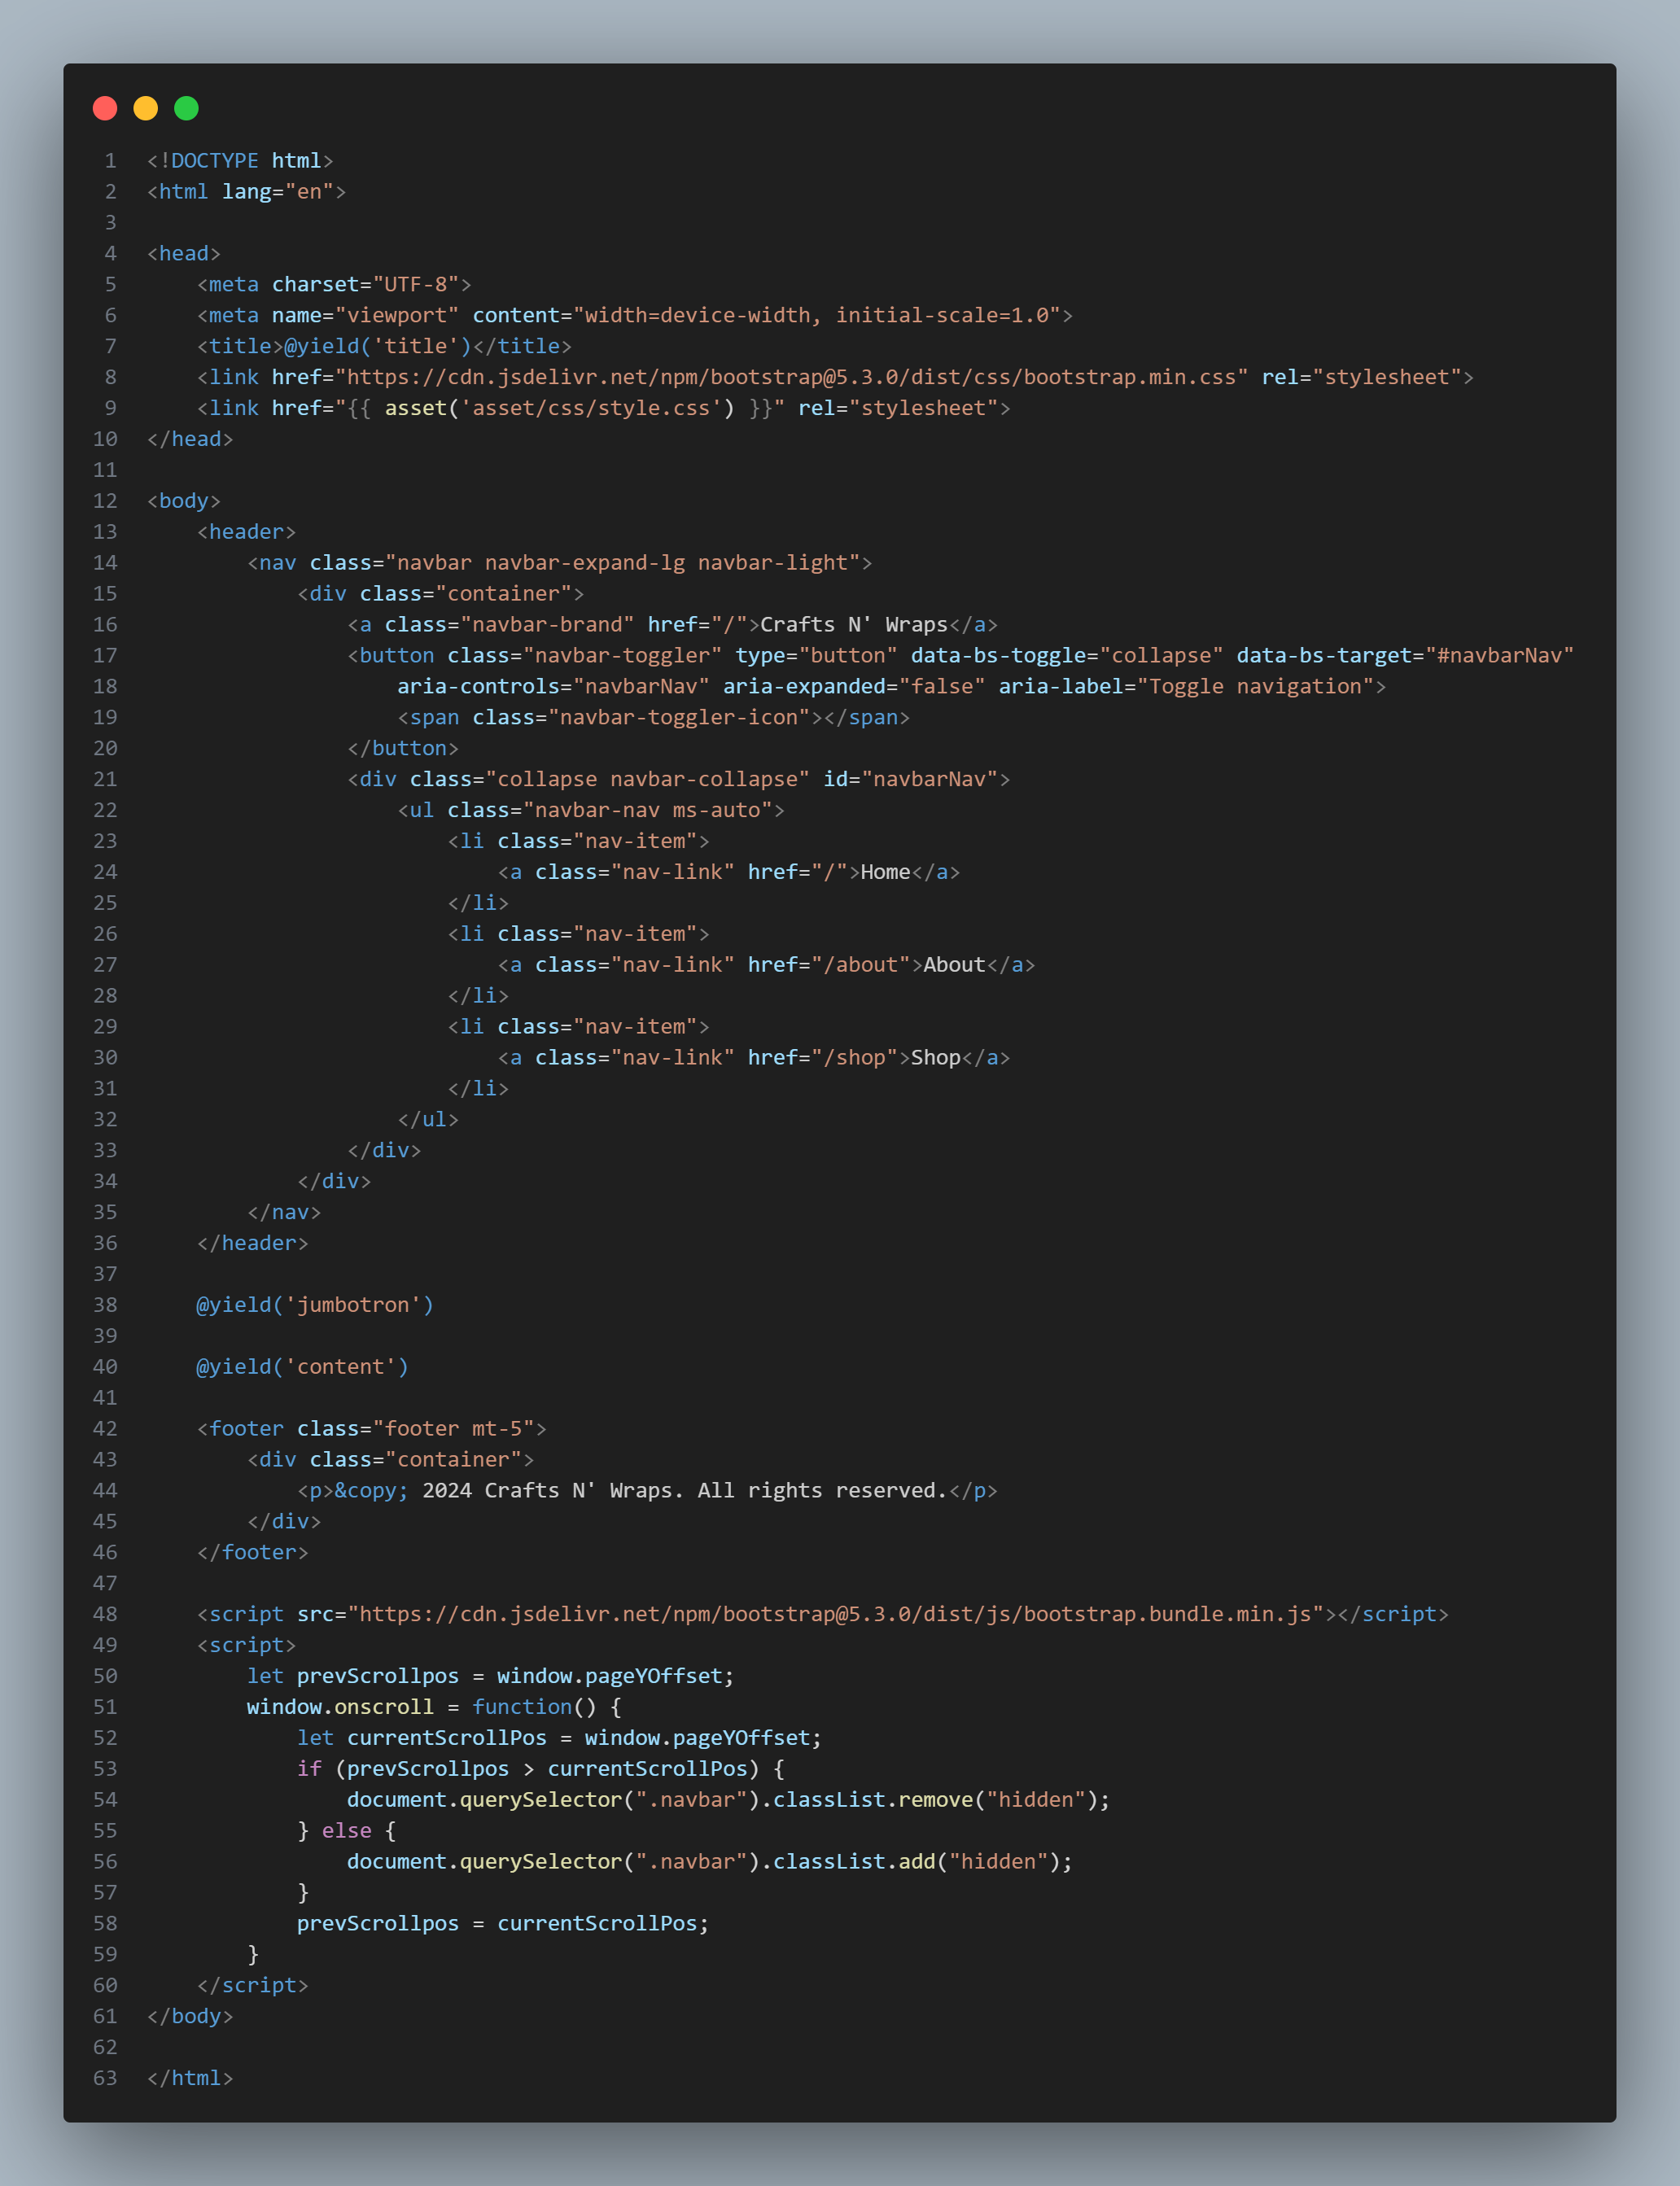 1 <!DOCTYPE html>
2 <html lang="en">
3
4 <head>
5     <meta charset="UTF-8">
6     <meta name="viewport" content="width=device-width, initial-scale=1.0">
7     <title>@yield('title')</title>
8     <link href="https://cdn.jsdelivr.net/npm/bootstrap@5.3.0/dist/css/bootstrap.min.css" rel="stylesheet">
9     <link href="{{ asset('asset/css/style.css') }}" rel="stylesheet">
10 </head>
11
12 <body>
13     <header>
14         <nav class="navbar navbar-expand-lg navbar-light">
15             <div class="container">
16                 <a class="navbar-brand" href="/">Crafts N' Wraps</a>
17                 <button class="navbar-toggler" type="button" data-bs-toggle="collapse" data-bs-target="#navbarNav"
18                     aria-controls="navbarNav" aria-expanded="false" aria-label="Toggle navigation">
19                     <span class="navbar-toggler-icon"></span>
20                 </button>
21                 <div class="collapse navbar-collapse" id="navbarNav">
22                     <ul class="navbar-nav ms-auto">
23                         <li class="nav-item">
24                             <a class="nav-link" href="/">Home</a>
25                         </li>
26                         <li class="nav-item">
27                             <a class="nav-link" href="/about">About</a>
28                         </li>
29                         <li class="nav-item">
30                             <a class="nav-link" href="/shop">Shop</a>
31                         </li>
32                     </ul>
33                 </div>
34             </div>
35         </nav>
36     </header>
37
38     @yield('jumbotron')
39
40     @yield('content')
41
42     <footer class="footer mt-5">
43         <div class="container">
44             <p>&copy; 2024 Crafts N' Wraps. All rights reserved.</p>
45         </div>
46     </footer>
47
48     <script src="https://cdn.jsdelivr.net/npm/bootstrap@5.3.0/dist/js/bootstrap.bundle.min.js"></script>
49     <script>
50         let prevScrollpos = window.pageYOffset;
51         window.onscroll = function() {
52             let currentScrollPos = window.pageYOffset;
53             if (prevScrollpos > currentScrollPos) {
54                 document.querySelector(".navbar").classList.remove("hidden");
55             } else {
56                 document.querySelector(".navbar").classList.add("hidden");
57             }
58             prevScrollpos = currentScrollPos;
59         }
60     </script>
61 </body>
62
63 </html>